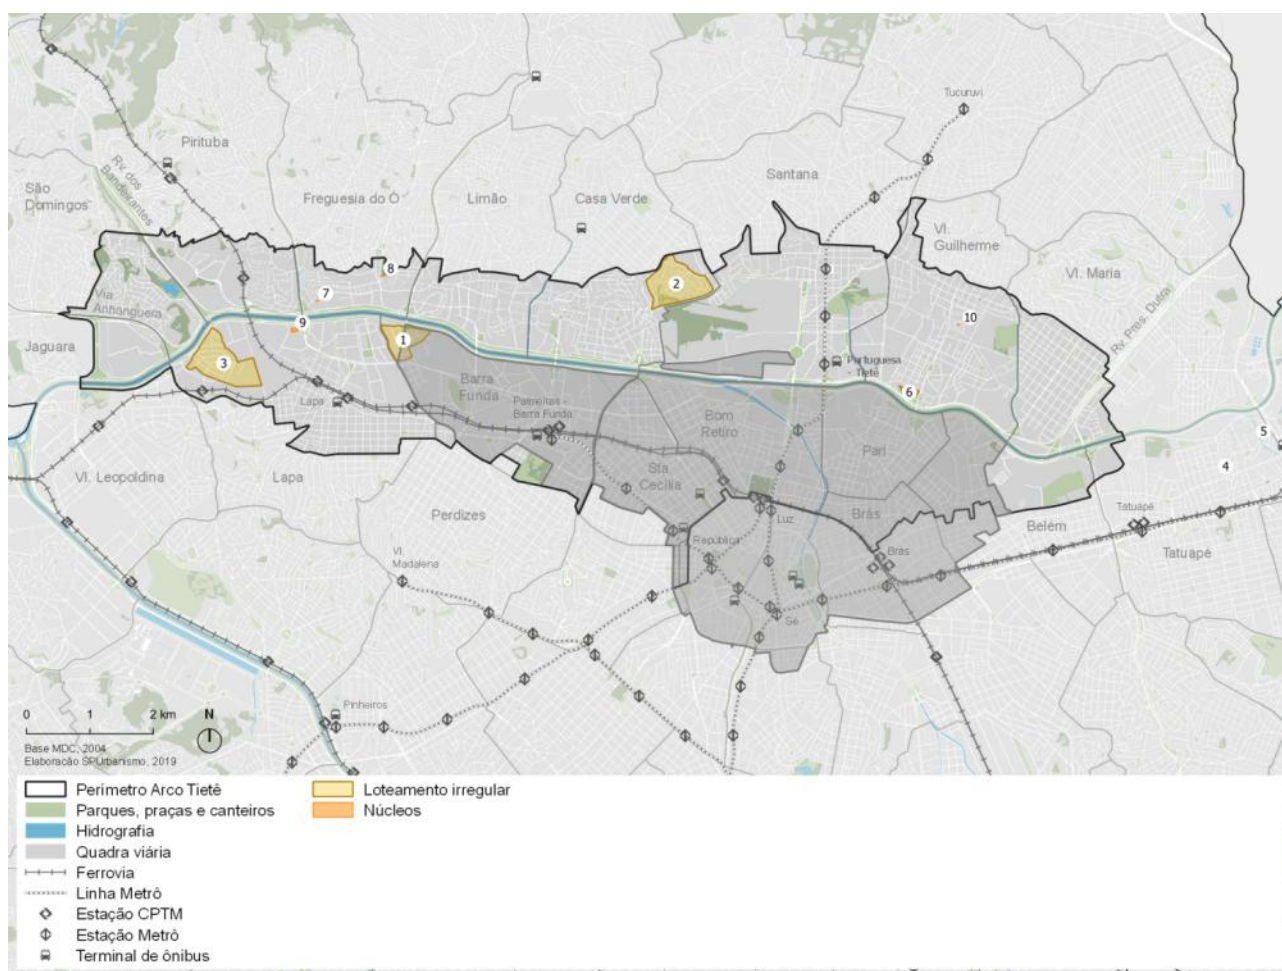 Tucuruvi
Pirituba
Rv. dos
Bandeirantes
São
Domingos
Freguesia do Ó
Limão
Casa Verde
Santana
Vl.
Guilherme
Vl. Maria
Rv. Pres. Dutra
Via
Anhanguera
Jaguara
8
7
9
1
2
3
10
6
5
4
Portuguesa
- Tietê
Lapa
Barra
Funda
Palmeiras -
Barra Funda
Bom
Retiro
Pari
Sta
Cecília
Vl. Leopoldina
Lapa
Perdizes
Luz
Brás
Brás
República
Sé
Belém
Tatuapé
Tatuapé
Vl.
Madalena
Pinheiros
0 1 2 km
N
Base MDC, 2004
Elaboração SPUrbanismo, 2019
Perímetro Arco Tietê
Parques, praças e canteiros
Hidrografia
Quadra viária
Ferrovia
Linha Metrô
Estação CPTM
Estação Metrô
Terminal de ônibus
Loteamento irregular
Núcleos